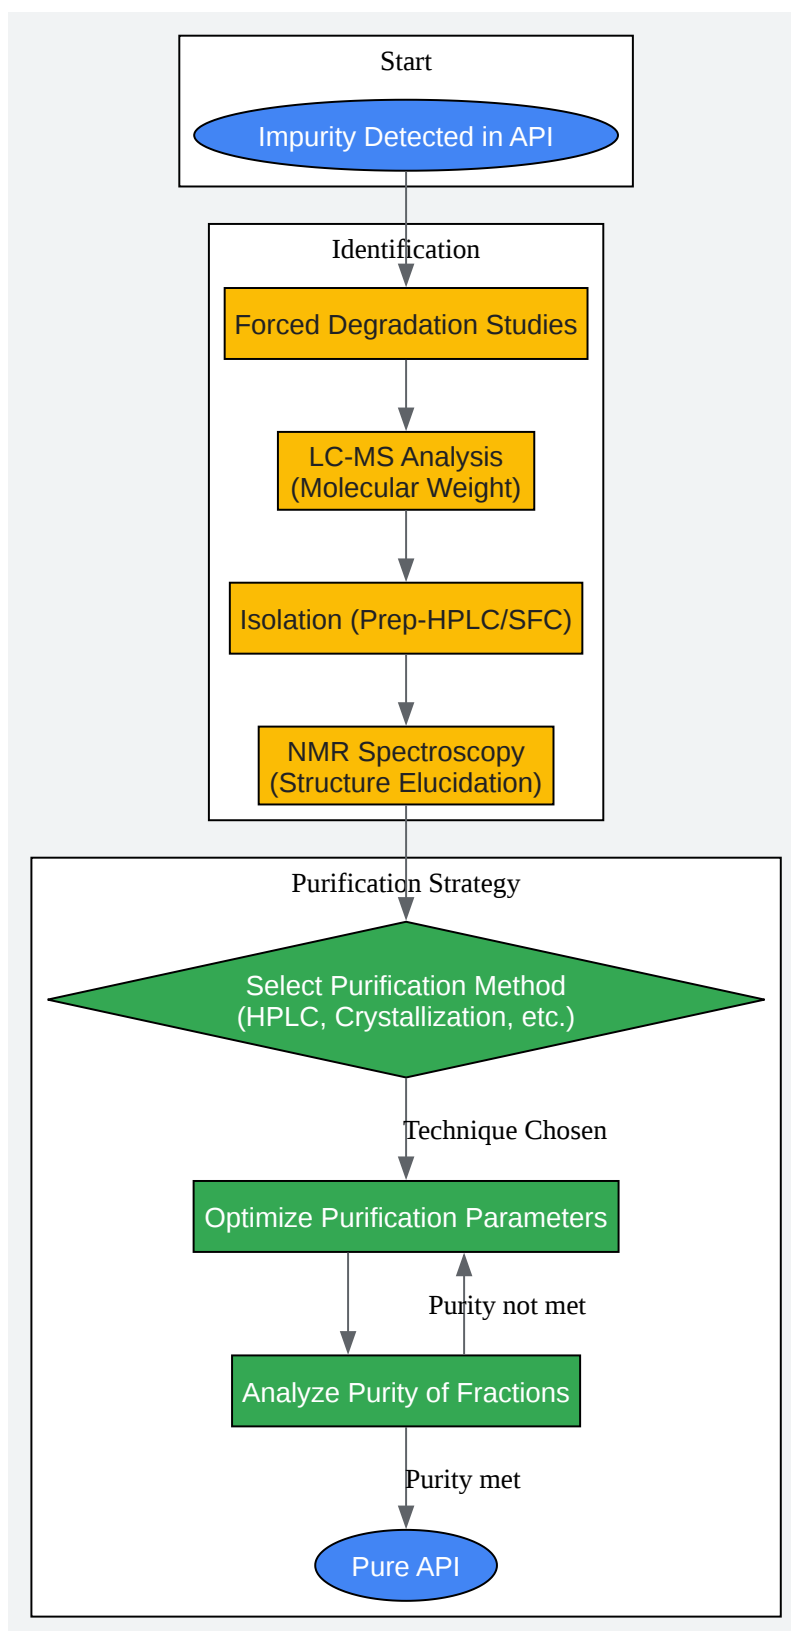 Start
Impurity Detected in API
Identification
Forced Degradation Studies
LC-MS Analysis
(Molecular Weight)
Isolation (Prep-HPLC/SFC)
NMR Spectroscopy
(Structure Elucidation)
Purification Strategy
Select Purification Method
(HPLC, Crystallization, etc.)
Technique Chosen
Optimize Purification Parameters
Purity not met
Analyze Purity of Fractions
Purity met
Pure API